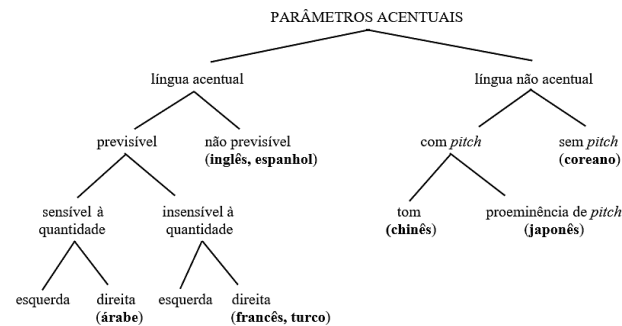 PARÂMETROS ACENTUAIS
língua acentual
língua não acentual
previsível
não previsível
(inglês, espanhol)
com pitch
sem pitch
(coreano)
sensível à
quantidade
insensível à
quantidade
tom
(chinês)
proeminência de pitch
(japonês)
esquerda
direita
(árabe)
esquerda
direita
(francês, turco)